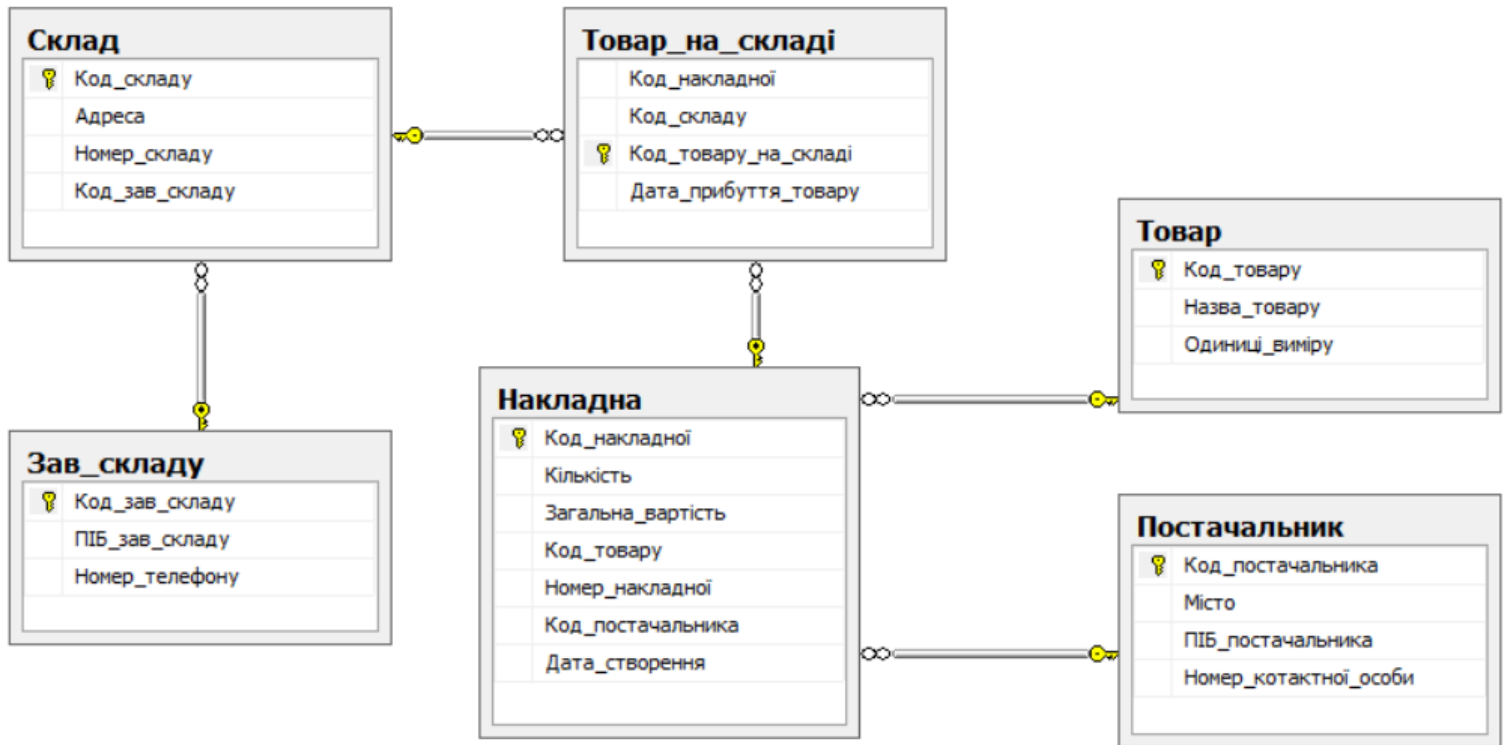 Склад
Код_складу
Адреса
Номер_складу
Код_зав_складу
Товар_на_складі
Код_накладної
Код_складу
Код_товару_на_складі
Дата_прибуття_товару
Товар
Код_товару
Назва_товару
Одиниці_виміру
Зав_складу
Код_зав_складу
ПІБ_зав_складу
Номер_телефону
Накладна
Код_накладної
Кількість
Загальна_вартість
Код_товару
Номер_накладної
Код_постачальника
Дата_створення
Постачальник
Код_постачальника
Місто
ПІБ_постачальника
Номер_котактної_особи